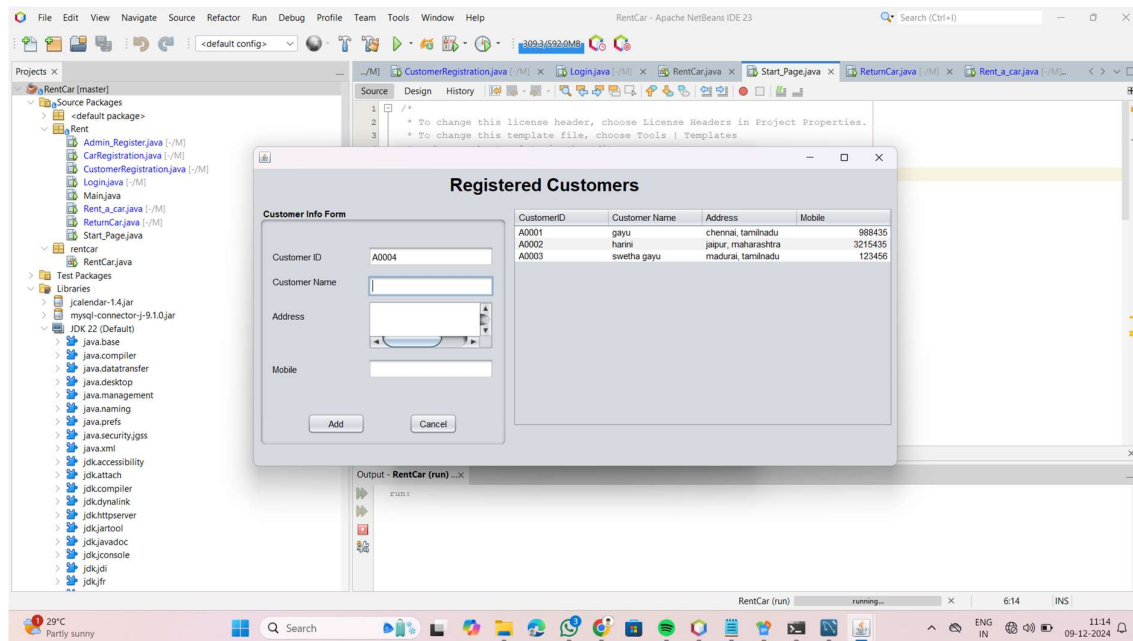 File Edit View Navigate Source Refactor Run Debug Profile Team Tools Window Help
RentCar - Apache NetBeans IDE 23
Search (Ctrl+I)
<default config>
309.3/592.0MB
Projects
.../M]
CustomerRegistration.java [-/M]
Login.java [-/M]
RentCar.java
Start_Page.java
ReturnCar.java [-/M]
Rent_a_car.java [-/M]...
Source Design History
RentCar [master]
Source Packages
<default package>
Rent
Admin_Register.java [-/M]
CarRegistration.java [-/M]
CustomerRegistration.java [-/M]
Login.java [-/M]
Main.java
Rent_a_car.java [-/M]
ReturnCar.java [-/M]
Start_Page.java
rentcar
RentCar.java
Test Packages
Libraries
jcalendar-1.4.jar
mysql-connector-j-9.1.0.jar
JDK 22 (Default)
java.base
java.compiler
java.datatransfer
java.desktop
java.management
java.naming
java.prefs
java.security.jgss
java.xml
jdk.accessibility
jdk.attach
jdk.compiler
jdk.dynalink
jdk.httpserver
jdk.jartool
jdk.javadoc
jdk.jconsole
jdk.jdi
jdk.jfr
1 /*
2 * To change this license header, choose License Headers in Project Properties.
3 * To change this template file, choose Tools | Templates
Registered Customers
Customer Info Form
Customer ID A0004
Customer Name
Address
Mobile
Add Cancel
CustomerID Customer Name Address Mobile
A0001 gayu chennai, tamilnadu 988435
A0002 harini jaipur, maharashtra 3215435
A0003 swetha gayu madurai, tamilnadu 123456
Output - RentCar (run) ...
run:
RentCar (run) running... 6:14 INS
1
29°C
Partly sunny
Search
3
ENG
IN
11:14
09-12-2024